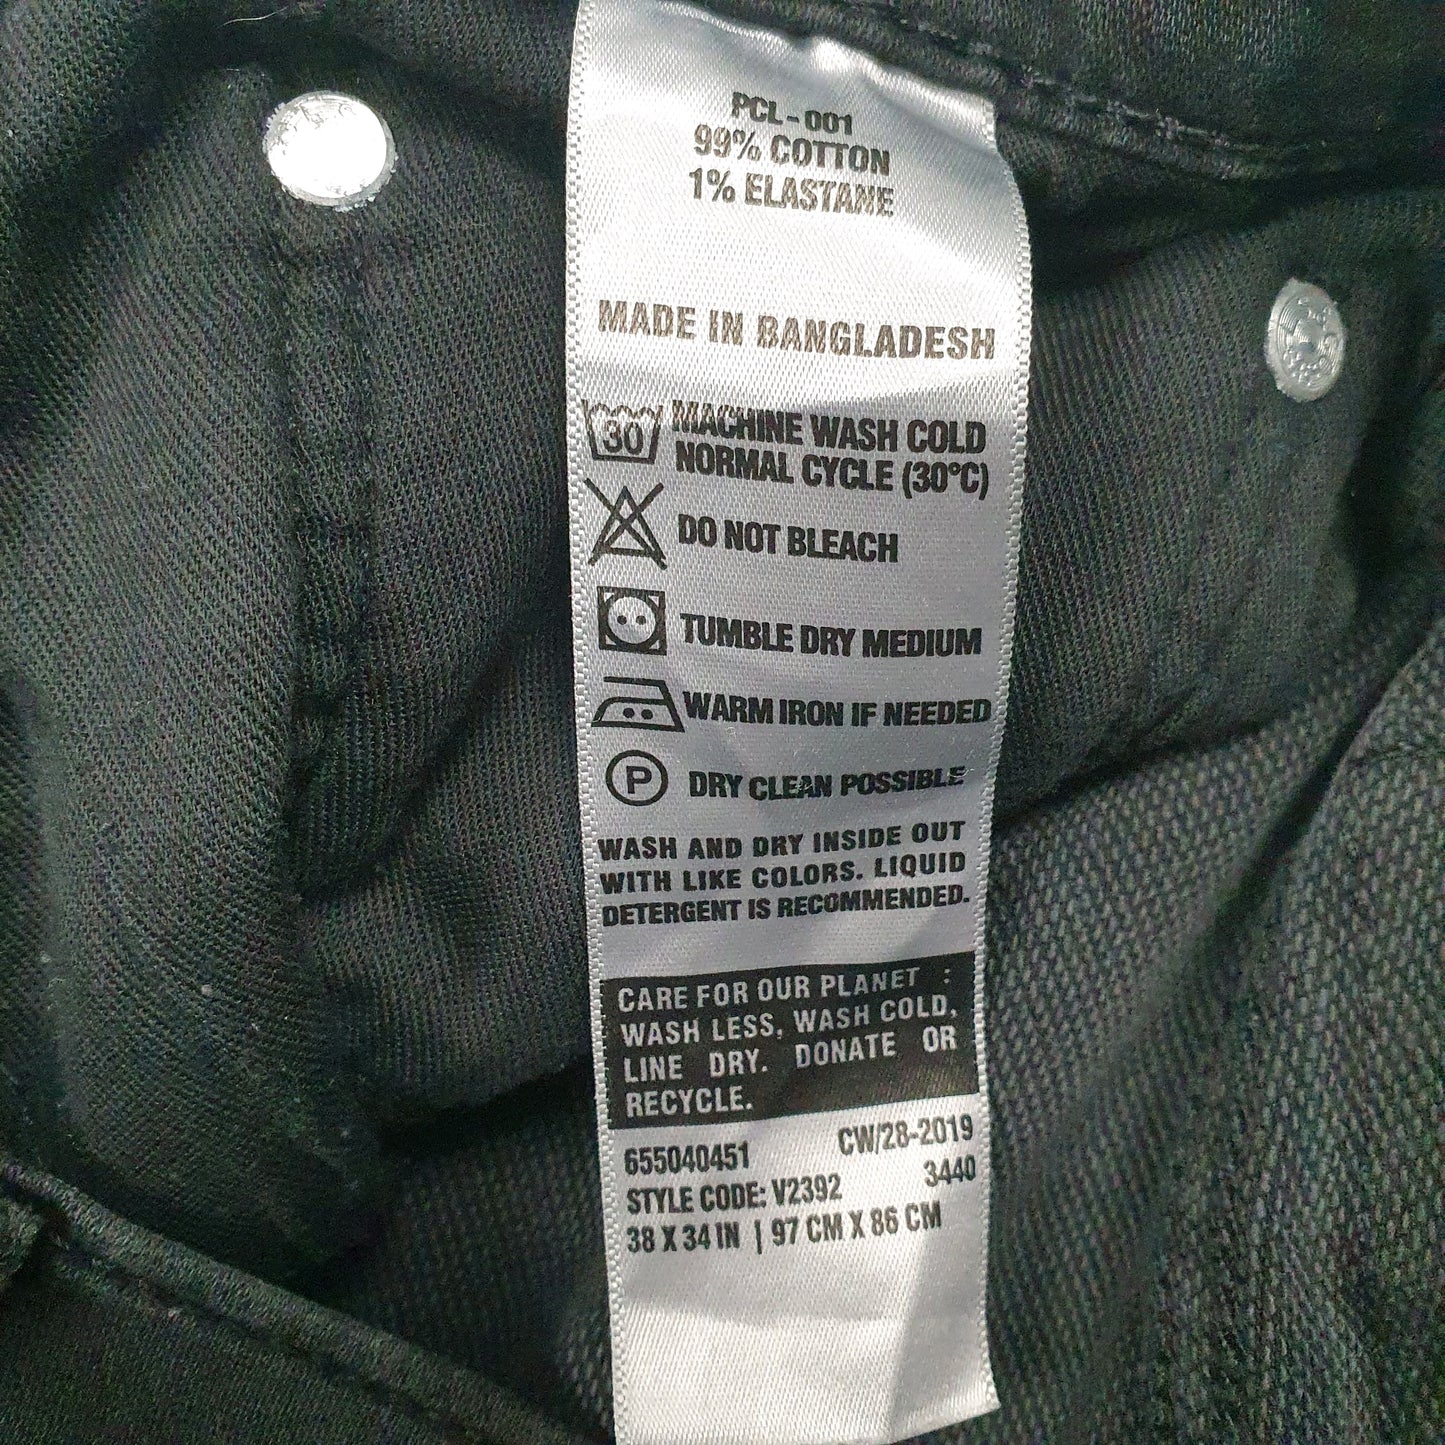 PCL-001
99% COTTON
1% ELASTANE
MADE IN BANGLADESH
30 MACHINE WASH COLD
NORMAL CYCLE (30°C)
DO NOT BLEACH
TUMBLE DRY MEDIUM
WARM IRON IF NEEDED
P DRY CLEAN POSSIBLE
WASH AND DRY INSIDE OUT
WITH LIKE COLORS. LIQUID
DETERGENT IS RECOMMENDED.
CARE FOR OUR PLANET :
WASH LESS, WASH COLD,
LINE DRY. DONATE OR
RECYCLE.
655040451 CW/28-2019
STYLE CODE: V2392 3440
38 X 34 IN | 97 CM X 86 CM